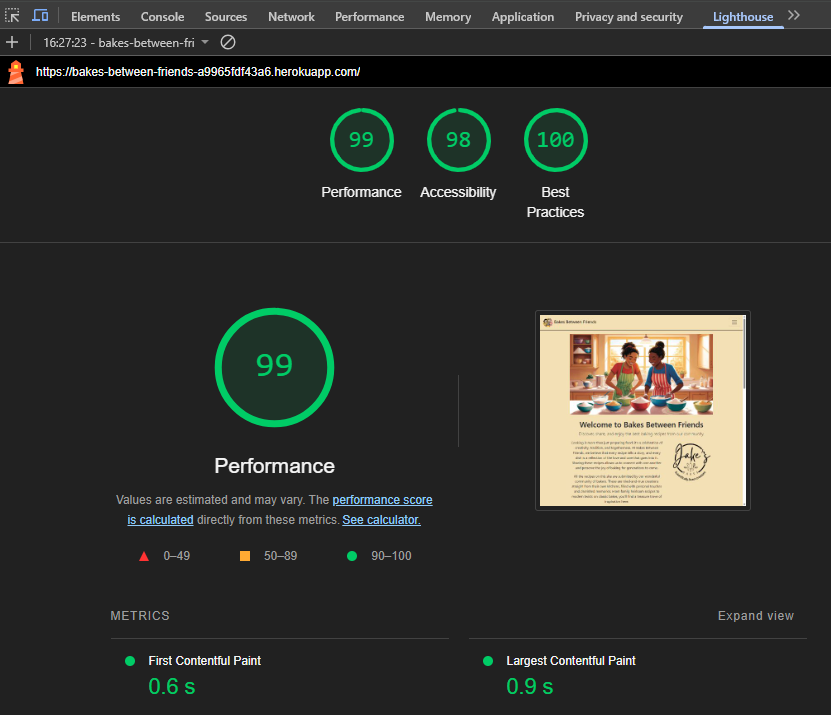 Elements Console Sources Network Performance Memory Application Privacy and security Lighthouse
16:27:23 - bakes-between-fri
https://bakes-between-friends-a9965fdf43a6.herokuapp.com/
99 98 100
Performance Accessibility Best
Practices
99
Performance
Values are estimated and may vary. The performance score
is calculated directly from these metrics. See calculator.
0–49 50–89 90–100
Bakes Between Friends
Welcome to Bakes Between Friends
METRICS Expand view
First Contentful Paint Largest Contentful Paint
0.6 s 0.9 s